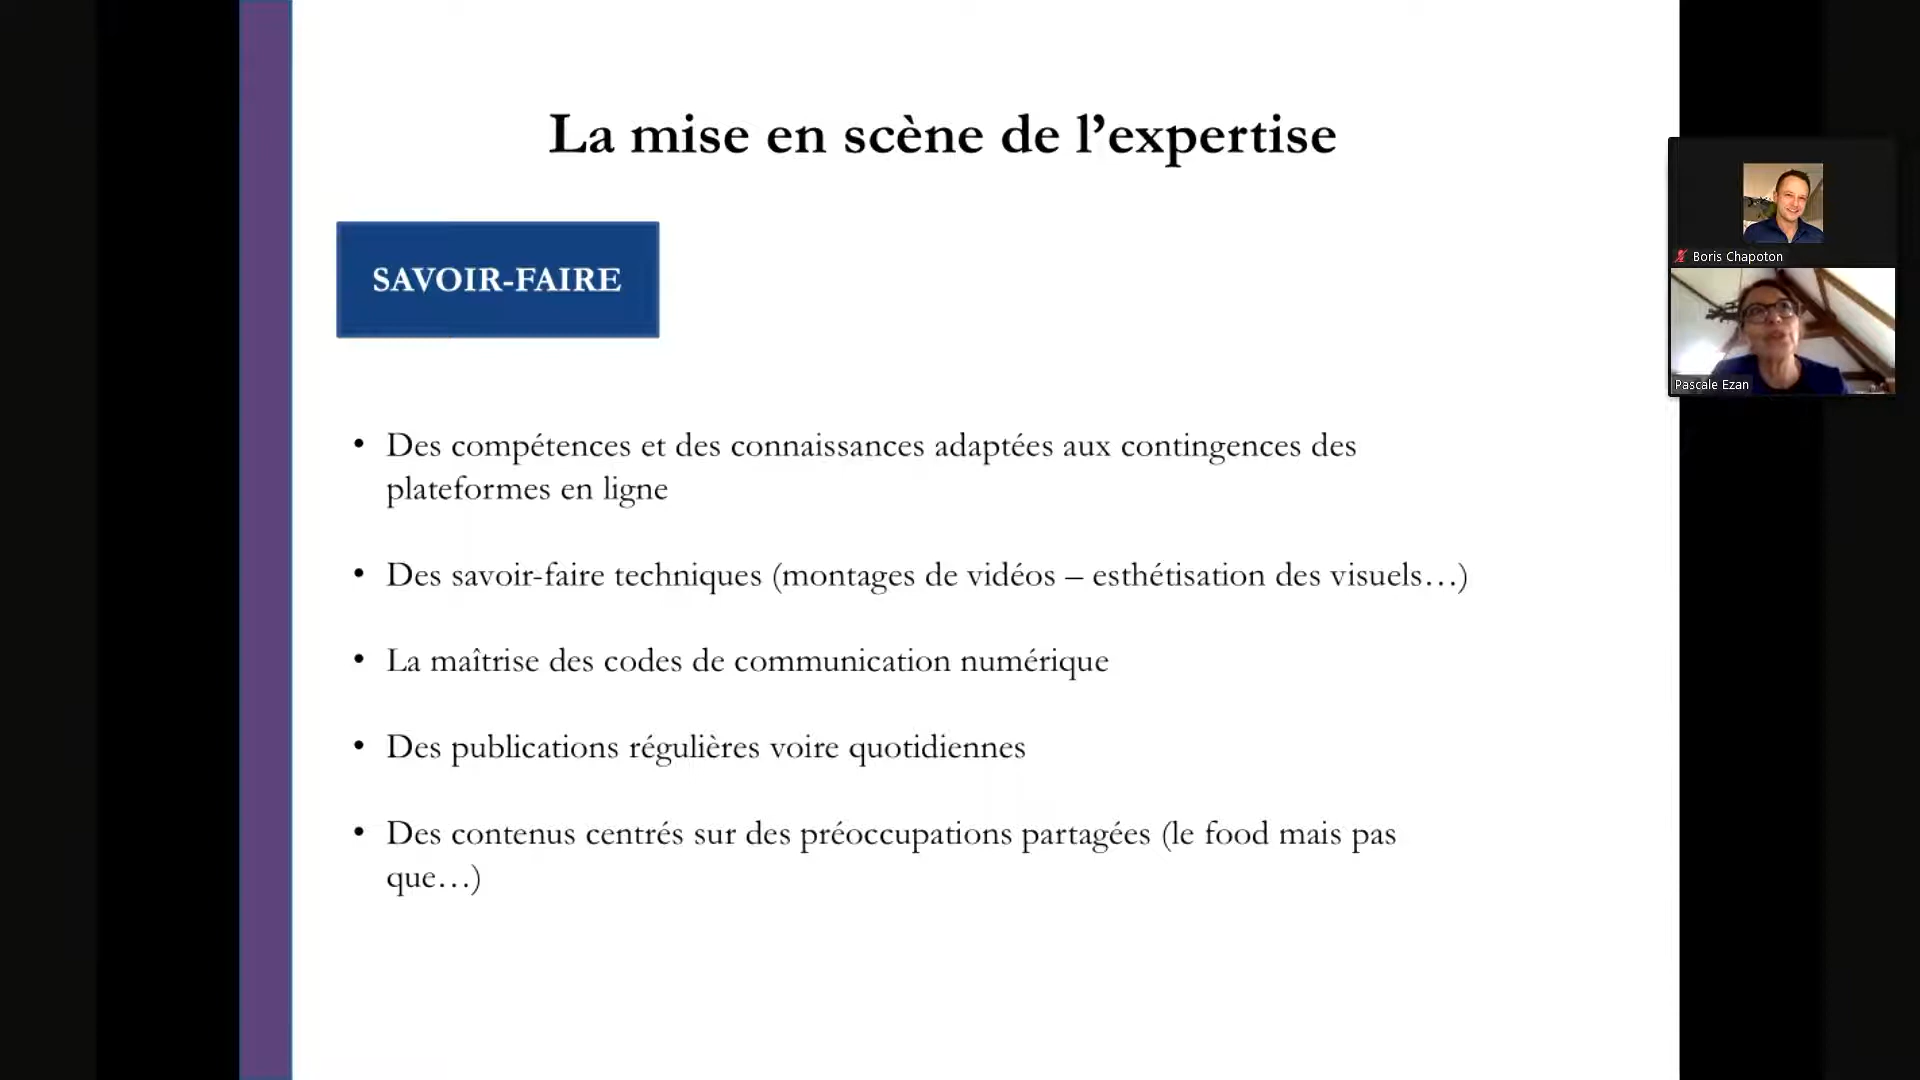 La mise en scène de l’expertise
SAVOIR-FAIRE
• Des compétences et des connaissances adaptées aux contingences des
plateformes en ligne
• Des savoir-faire techniques (montages de vidéos – esthétisation des visuels…)
• La maîtrise des codes de communication numérique
• Des publications régulières voire quotidiennes
• Des contenus centrés sur des préoccupations partagées (le food mais pas
que…)
Boris Chapoton
Pascale Ezan